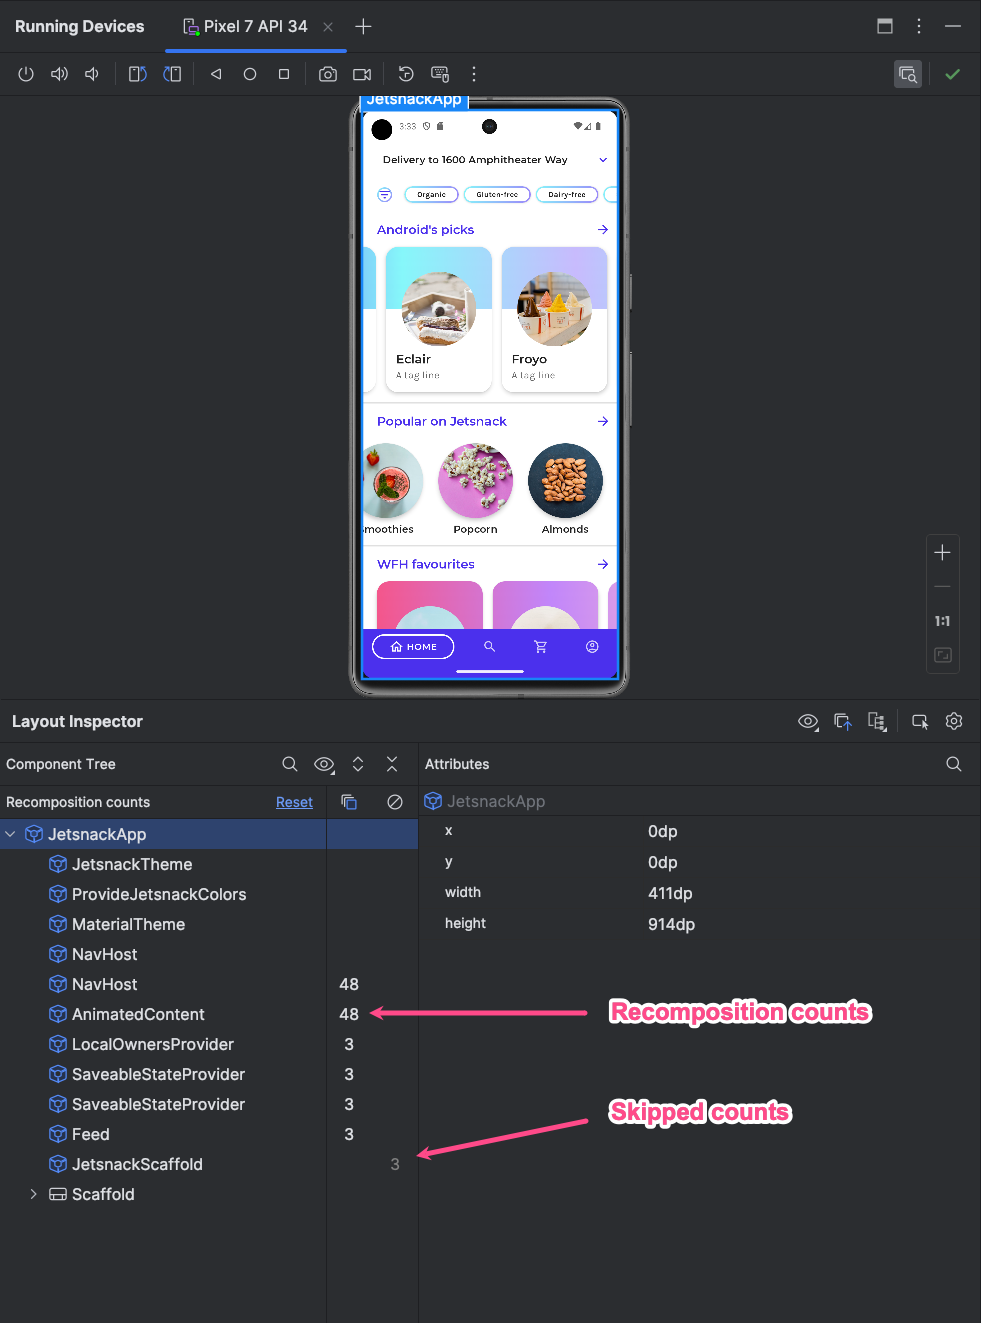 Running Devices
Pixel 7 API 34
JetsnackApp
3:33
Delivery to 1600 Amphitheater Way
Organic
Gluten-free
Dairy-free
Android's picks
Eclair
A tag line
Froyo
A tag line
Popular on Jetsnack
moothies
Popcorn
Almonds
WFH favourites
HOME
1:1
Layout Inspector
Component Tree
Attributes
Recomposition counts
Reset
JetsnackApp
JetsnackApp
x 0dp
y 0dp
width 411dp
height 914dp
JetsnackTheme
ProvideJetsnackColors
MaterialTheme
NavHost
NavHost 48
AnimatedContent 48
Recomposition counts
LocalOwnersProvider 3
SaveableStateProvider 3
SaveableStateProvider 3
Skipped counts
Feed 3
JetsnackScaffold 3
Scaffold